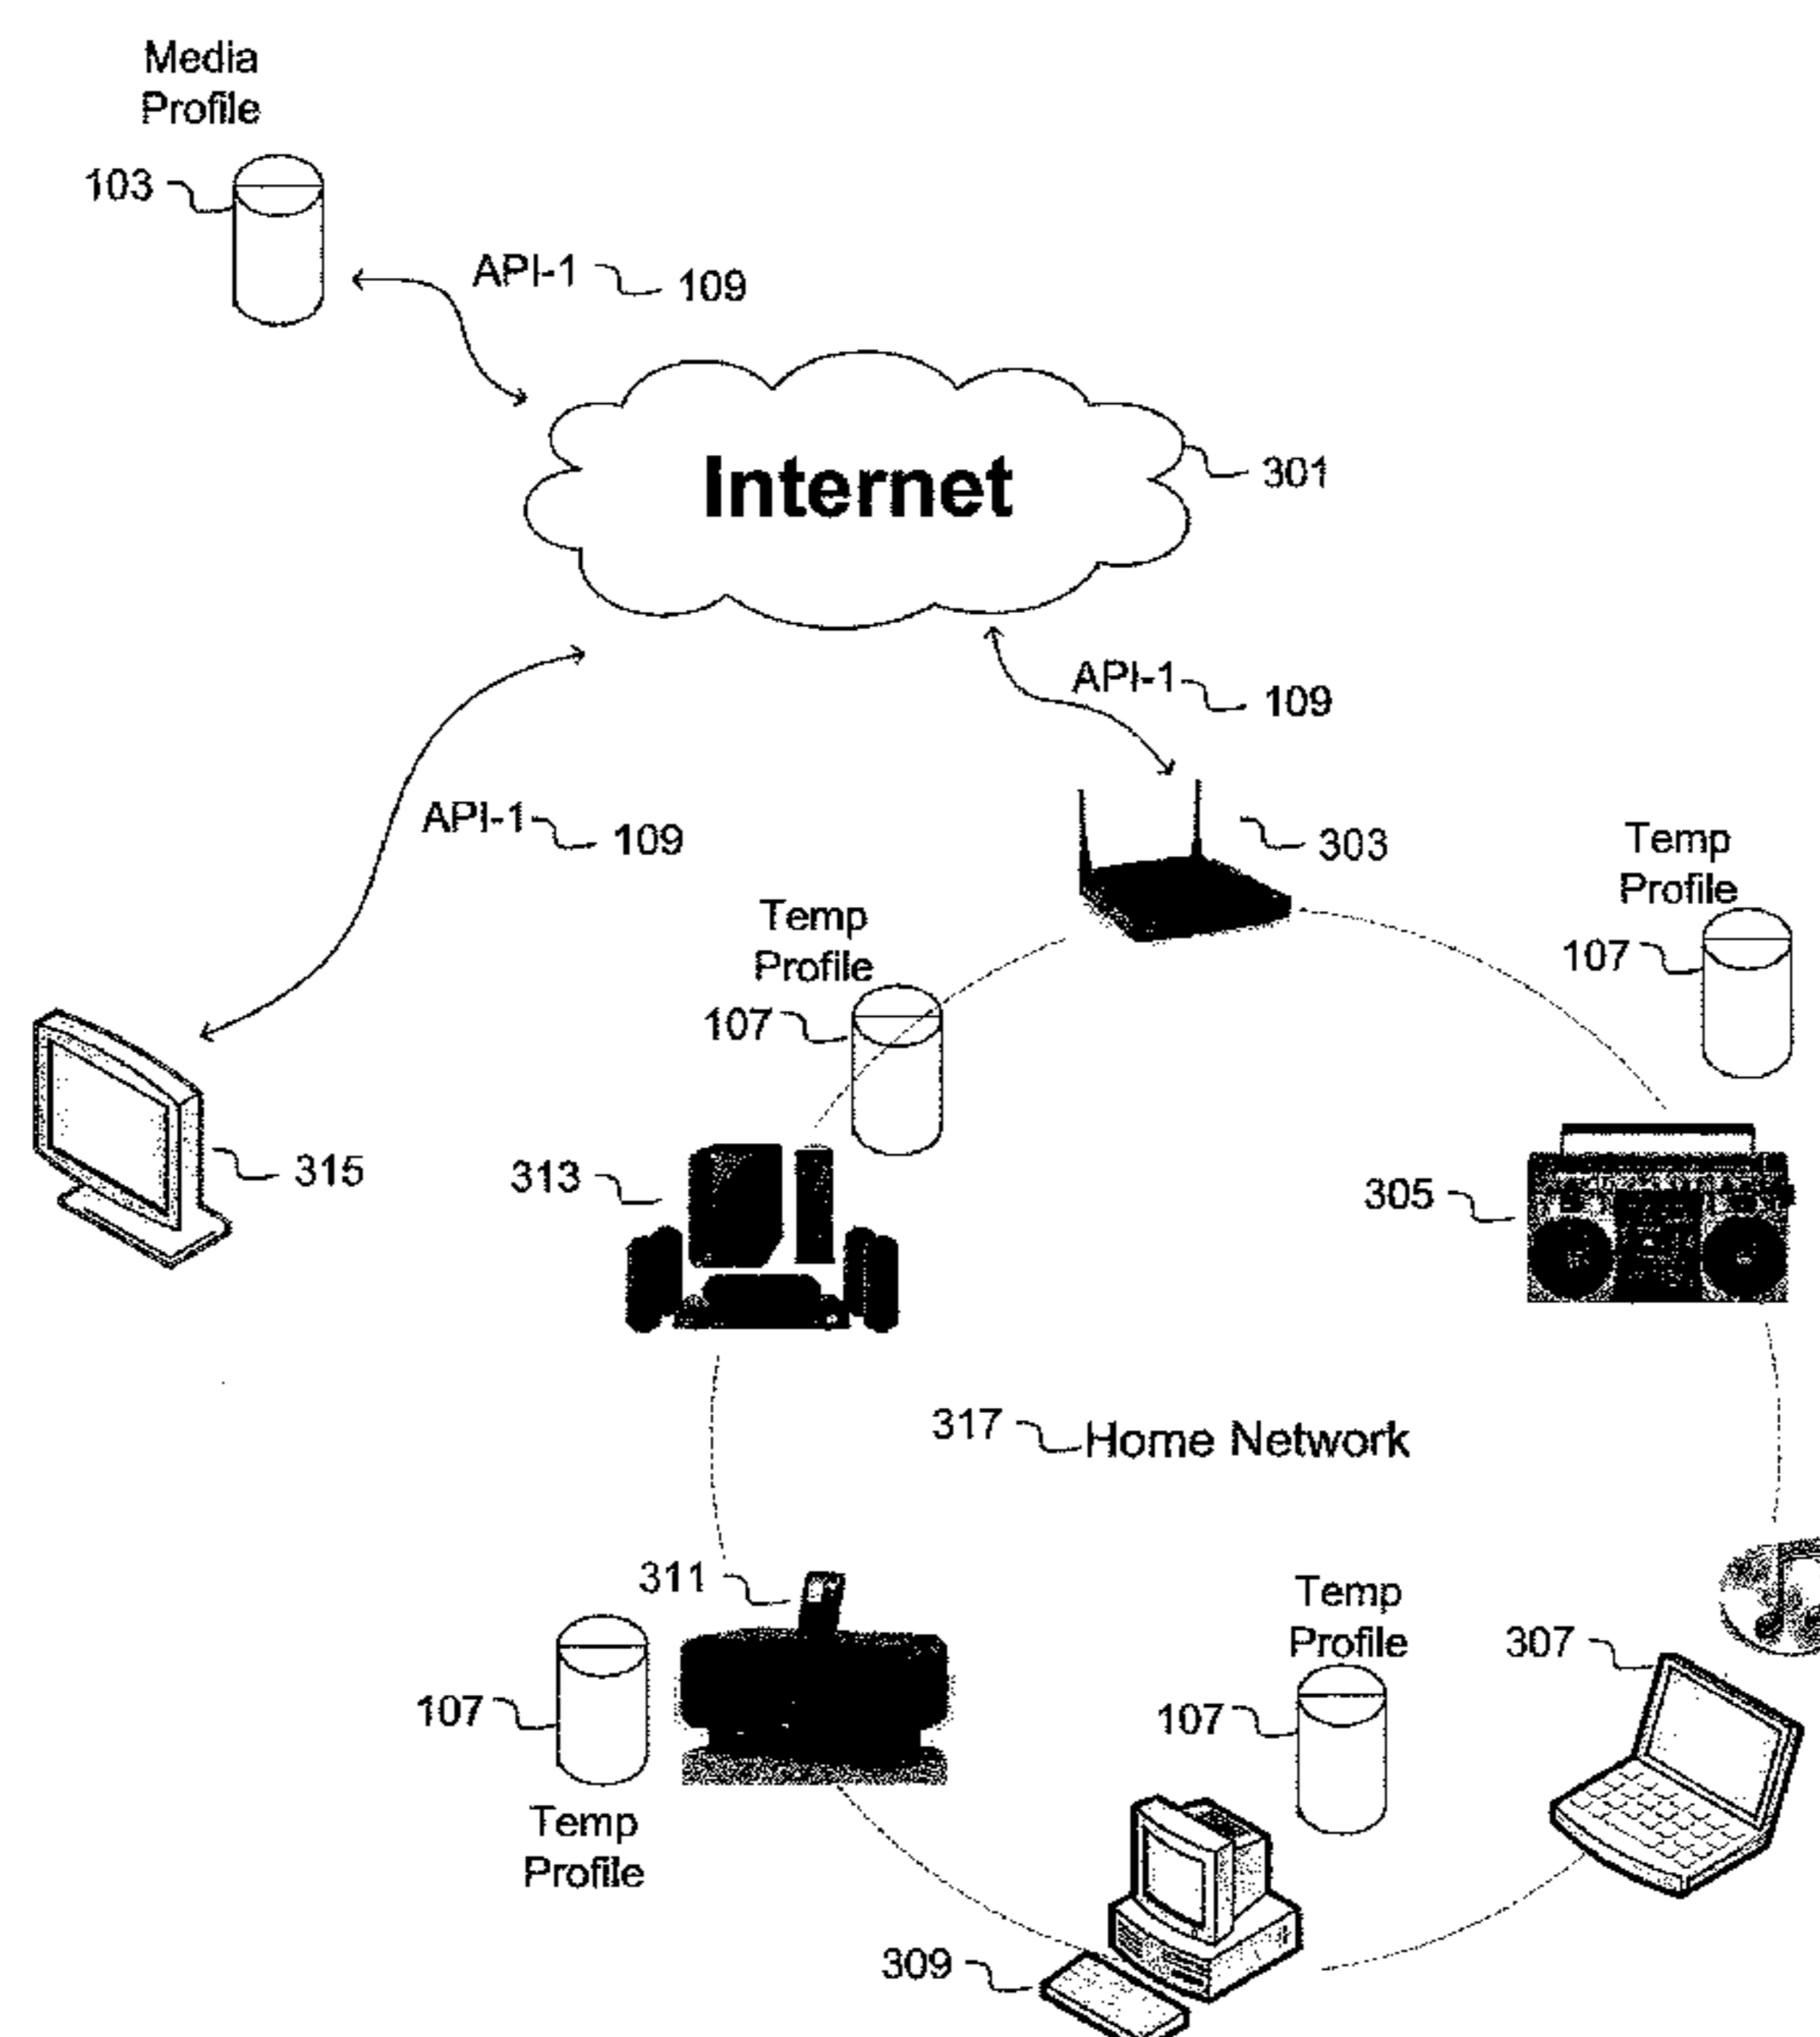 Media
Profile
103
API-1
109
Internet
301
API-1
109
API-1
109
303
Temp
Profile
107
Temp
Profile
107
315
313
305
317
Home Network
311
Temp
Profile
307
107
107
Temp
Profile
309